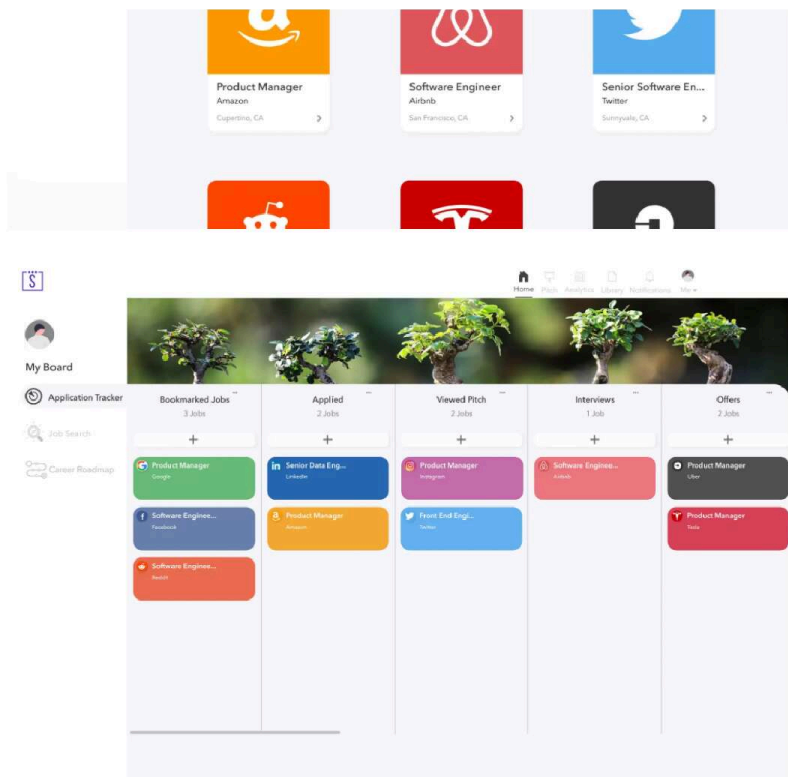 Product Manager
Amazon
Cupertino, CA
Software Engineer
Airbnb
San Francisco, CA
Senior Software En...
Twitter
Sunnyvale, CA
S
Home Pitch Analytics Library Notifications Me
My Board
Application Tracker
Job Search
Career Roadmap
Bookmarked Jobs
3 Jobs
+
Product Manager
Google
Software Enginee...
Facebook
Software Enginee...
Reddit
Applied
2 Jobs
+
in
Senior Data Eng...
LinkedIn
Product Manager
Amazon
Viewed Pitch
2 Jobs
+
Product Manager
Instagram
Front End Engi...
Twitter
Interviews
1 Job
+
Software Enginee...
Airbnb
Offers
2 Jobs
+
Product Manager
Uber
Product Manager
Tesla